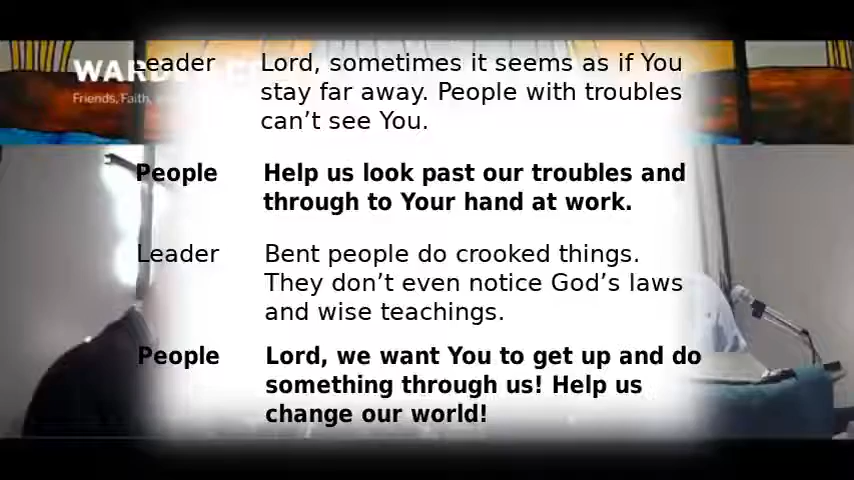 Leader Lord, sometimes it seems as if You
stay far away. People with troubles
can’t see You.
People Help us look past our troubles and
through to Your hand at work.
Leader Bent people do crooked things.
They don’t even notice God’s laws
and wise teachings.
People Lord, we want You to get up and do
something through us! Help us
change our world!
Friends, Faith,